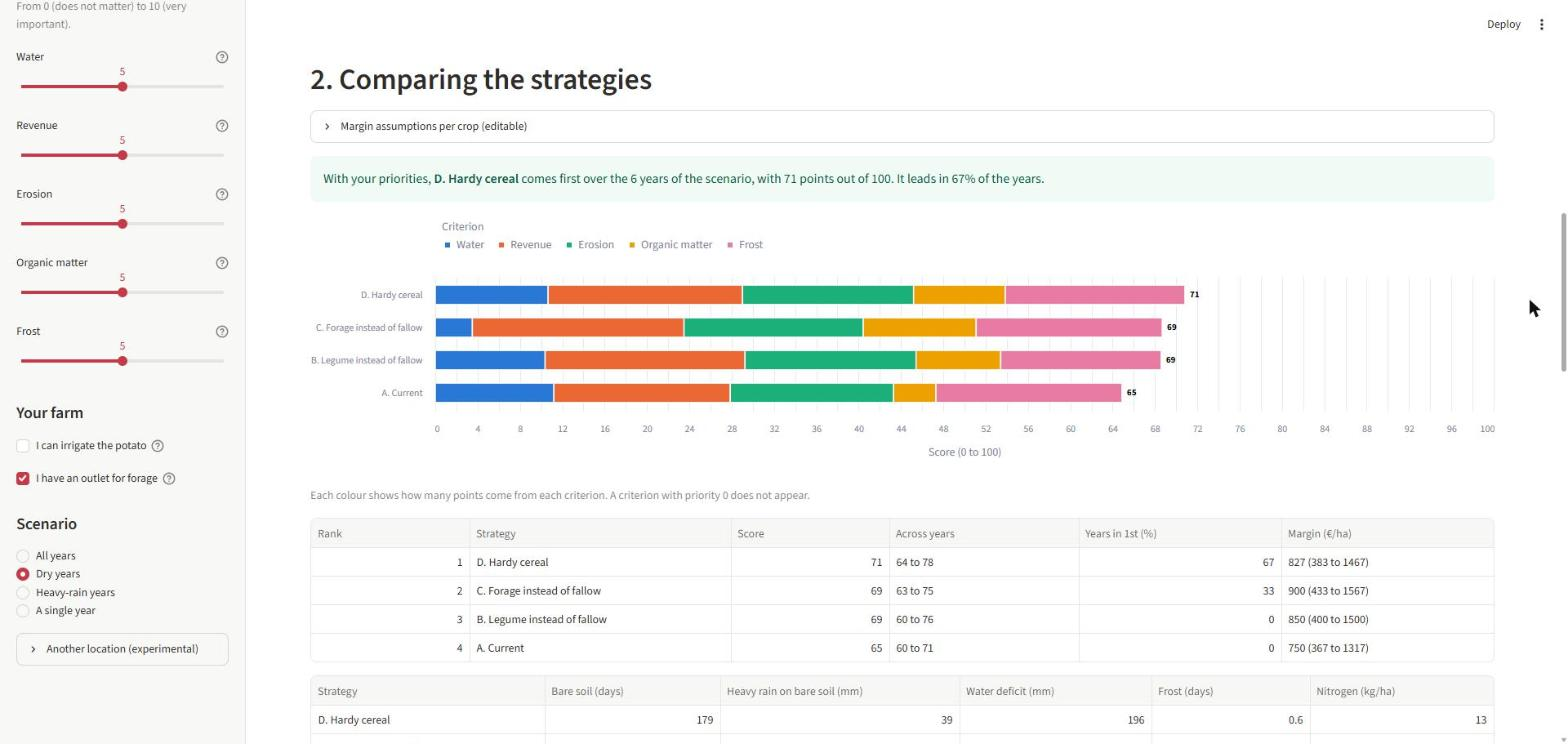 From 0 (does not matter) to 10 (very
important).
Water
5
Revenue
5
Erosion
5
Organic matter
5
Frost
5
Your farm
I can irrigate the potato
I have an outlet for forage
Scenario
All years
Dry years
Heavy-rain years
A single year
Another location (experimental)
Deploy
2. Comparing the strategies
Margin assumptions per crop (editable)
With your priorities, D. Hardy cereal comes first over the 6 years of the scenario, with 71 points out of 100. It leads in 67% of the years.
Criterion
Water Revenue Erosion Organic matter Frost
D. Hardy cereal 71
C. Forage instead of fallow 69
B. Legume instead of fallow 69
A. Current 65
0 4 8 12 16 20 24 28 32 36 40 44 48 52 56 60 64 68 72 76 80 84 88 92 96 100
Score (0 to 100)
Each colour shows how many points come from each criterion. A criterion with priority 0 does not appear.
Rank Strategy Score Across years Years in 1st (%) Margin (€/ha)
1 D. Hardy cereal 71 64 to 78 67 827 (383 to 1467)
2 C. Forage instead of fallow 69 63 to 75 33 900 (433 to 1567)
3 B. Legume instead of fallow 69 60 to 76 0 850 (400 to 1500)
4 A. Current 65 60 to 71 0 750 (367 to 1317)
Strategy Bare soil (days) Heavy rain on bare soil (mm) Water deficit (mm) Frost (days) Nitrogen (kg/ha)
D. Hardy cereal 179 39 196 0.6 13